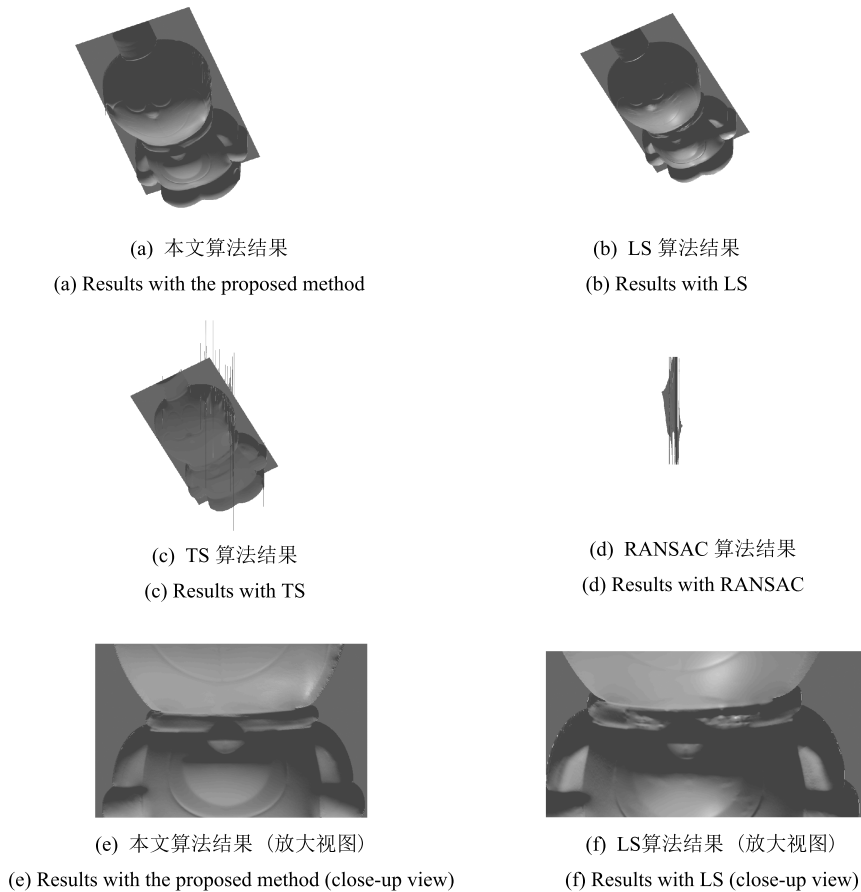 (a) 本文算法结果
(a) Results with the proposed method
(b) LS 算法结果
(b) Results with LS
(c) TS 算法结果
(c) Results with TS
(d) RANSAC 算法结果
(d) Results with RANSAC
(e) 本文算法结果 (放大视图)
(e) Results with the proposed method (close-up view)
(f) LS算法结果 (放大视图)
(f) Results with LS (close-up view)